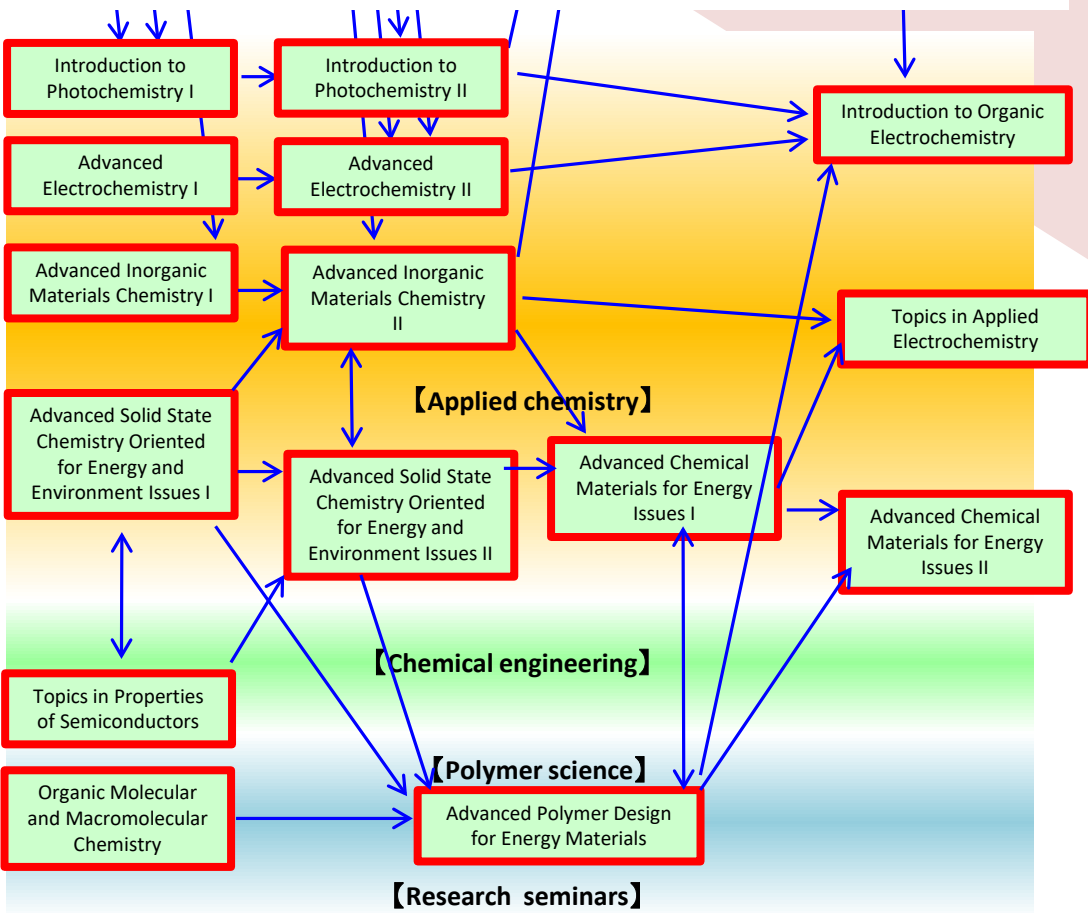 Introduction to
Photochemistry I
Introduction to
Photochemistry II
Introduction to Organic
Electrochemistry
Advanced
Electrochemistry I
Advanced
Electrochemistry II
Advanced Inorganic
Materials Chemistry I
Advanced Inorganic
Materials Chemistry
II
Topics in Applied
Electrochemistry
【Applied chemistry】
Advanced Solid State
Chemistry Oriented
for Energy and
Environment Issues I
Advanced Solid State
Chemistry Oriented
for Energy and
Environment Issues II
Advanced Chemical
Materials for Energy
Issues I
Advanced Chemical
Materials for Energy
Issues II
【Chemical engineering】
Topics in Properties
of Semiconductors
【Polymer science】
Organic Molecular
and Macromolecular
Chemistry
Advanced Polymer Design
for Energy Materials
【Research seminars】